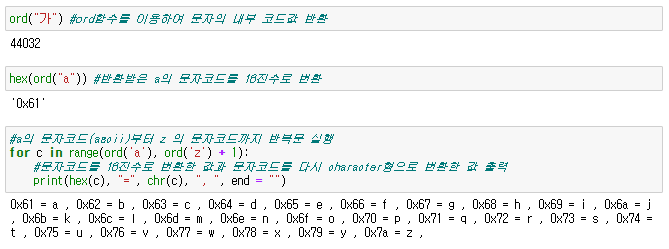 ord("가") #ord함수를 이용하여 문자의 내부 코드값 반환
44032
hex(ord("a")) #반환받은 a의 문자코드를 16진수로 변환
'0x61'
#a의 문자코드(ascii)부터 z 의 문자코드까지 반복문 실행
for c in range(ord('a'), ord('z') + 1):
    #문자코드를 16진수로 변환한 값과 문자코드를 다시 character형으로 변환한 값 출력
    print(hex(c), "=", chr(c), ", ", end = "")
0x61 = a , 0x62 = b , 0x63 = c , 0x64 = d , 0x65 = e , 0x66 = f , 0x67 = g , 0x68 = h , 0x69 = i , 0x6a = j
, 0x6b = k , 0x6c = l , 0x6d = m , 0x6e = n , 0x6f = o , 0x70 = p , 0x71 = q , 0x72 = r , 0x73 = s , 0x74 =
t , 0x75 = u , 0x76 = v , 0x77 = w , 0x78 = x , 0x79 = y , 0x7a = z ,